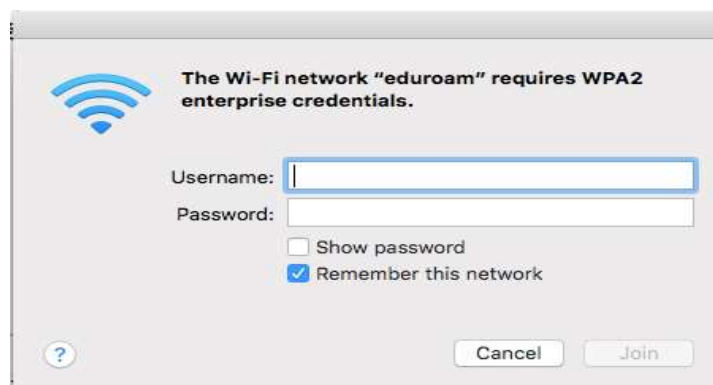 The Wi-Fi network “eduroam” requires WPA2
enterprise credentials.
Username:
Password:
Show password
Remember this network
?
Cancel
Join